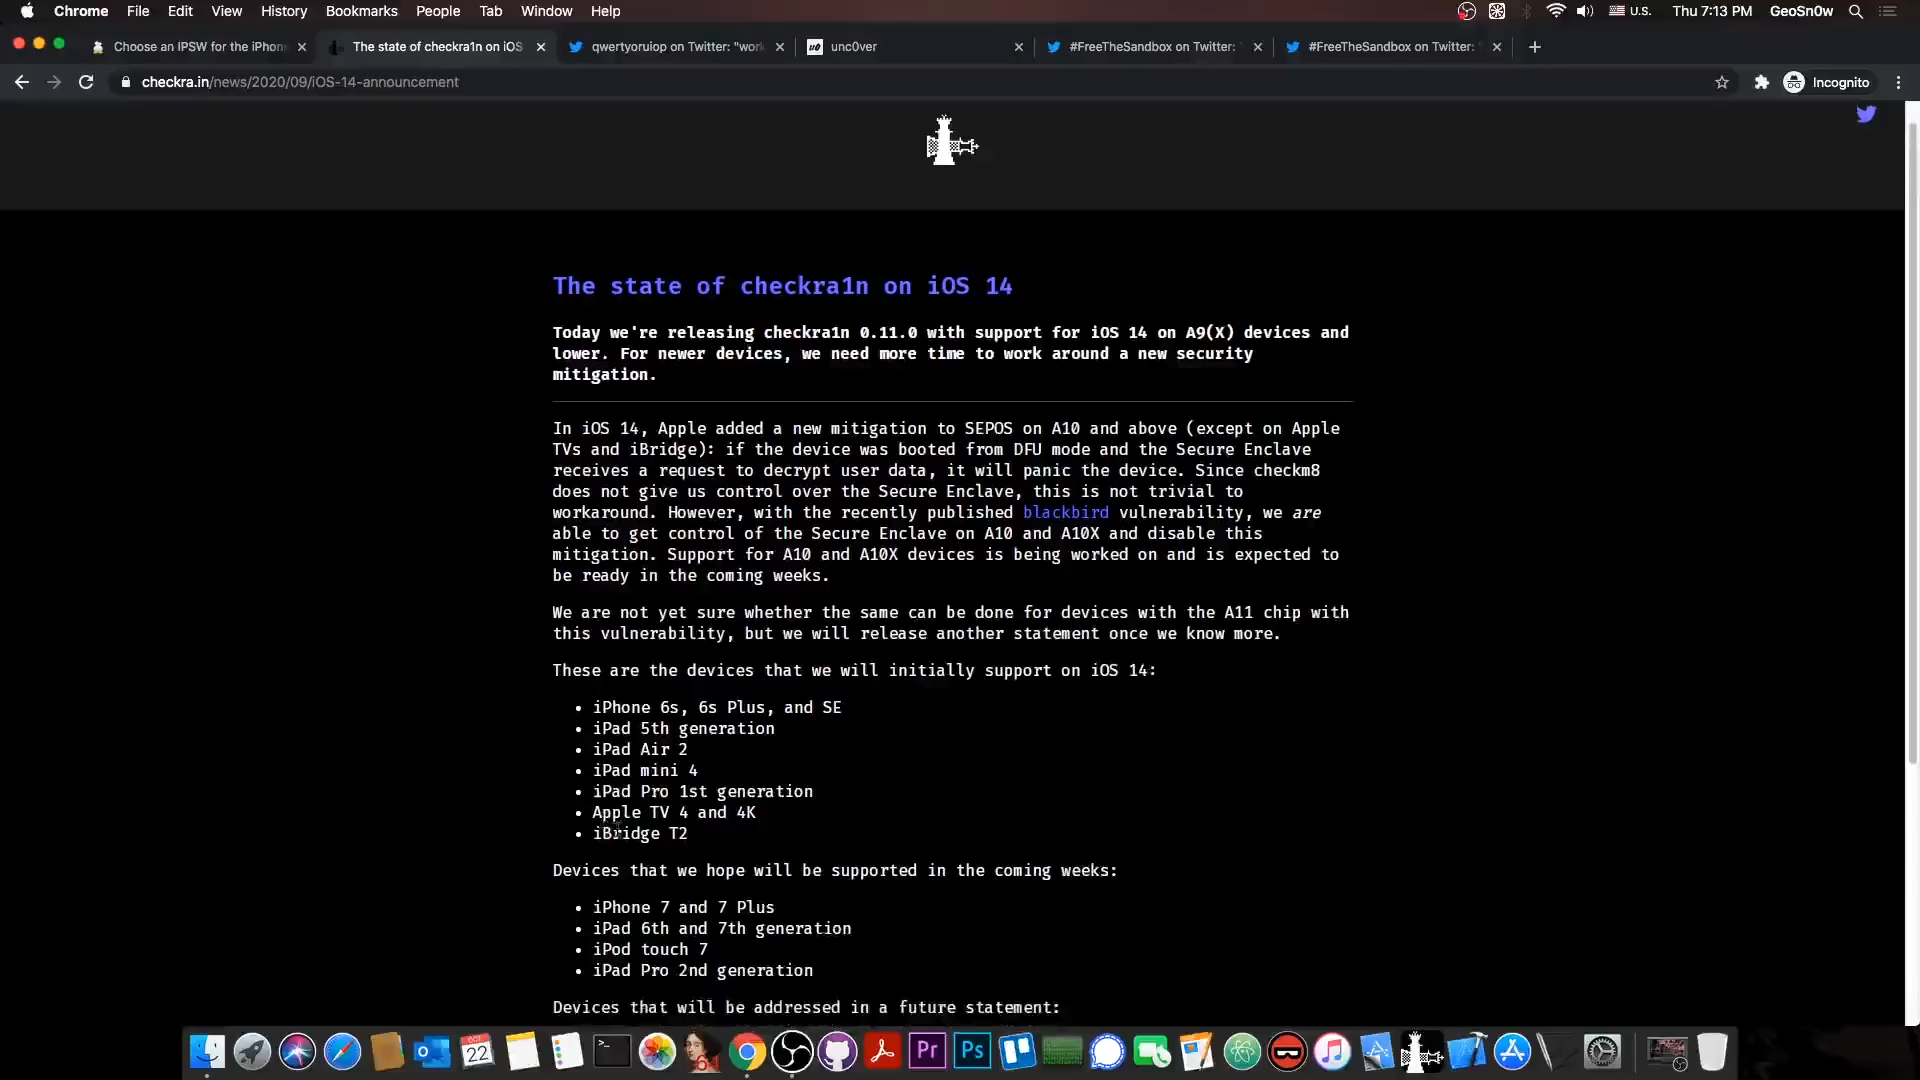 Chrome File Edit View History Bookmarks People Tab Window Help U.S. Thu 7:13 PM GeoSn0w
Choose an IPSW for the iPhon The state of checkra1n on iOS qwertyoruiop on Twitter: "wor unc0ver #FreeTheSandbox on Twitter: #FreeTheSandbox on Twitter:
checkra.in/news/2020/09/iOS-14-announcement Incognito
The state of checkra1n on iOS 14
Today we're releasing checkra1n 0.11.0 with support for iOS 14 on A9(X) devices and
lower. For newer devices, we need more time to work around a new security
mitigation.
In iOS 14, Apple added a new mitigation to SEPOS on A10 and above (except on Apple
TVs and iBridge): if the device was booted from DFU mode and the Secure Enclave
receives a request to decrypt user data, it will panic the device. Since checkm8
does not give us control over the Secure Enclave, this is not trivial to
workaround. However, with the recently published blackbird vulnerability, we are
able to get control of the Secure Enclave on A10 and A10X and disable this
mitigation. Support for A10 and A10X devices is being worked on and is expected to
be ready in the coming weeks.
We are not yet sure whether the same can be done for devices with the A11 chip with
this vulnerability, but we will release another statement once we know more.
These are the devices that we will initially support on iOS 14:
• iPhone 6s, 6s Plus, and SE
• iPad 5th generation
• iPad Air 2
• iPad mini 4
• iPad Pro 1st generation
• Apple TV 4 and 4K
• iBridge T2
Devices that we hope will be supported in the coming weeks:
• iPhone 7 and 7 Plus
• iPad 6th and 7th generation
• iPod touch 7
• iPad Pro 2nd generation
Devices that will be addressed in a future statement:
OCT
22
Pr Ps